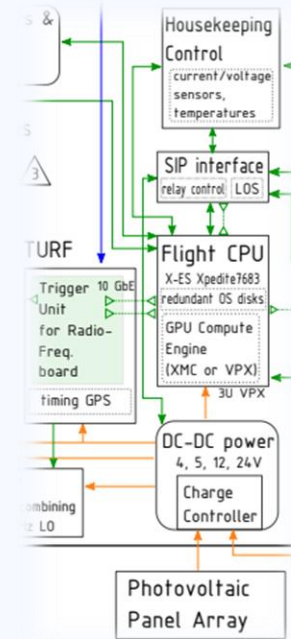 s &
Housekeeping
Control
current/voltage
sensors,
temperatures
s
3
SIP interface
relay control LOS
TURF
Flight CPU
X-ES Xpedite7683
redundant OS disks
GPU Compute
Engine
(XMC or VPX)
3U VPX
Trigger 10 GbE
Unit
for Radio-
Freq.
board
timing GPS
DC-DC power
4, 5, 12, 24V
Charge
Controller
ombining
z LO
Photovoltaic
Panel Array